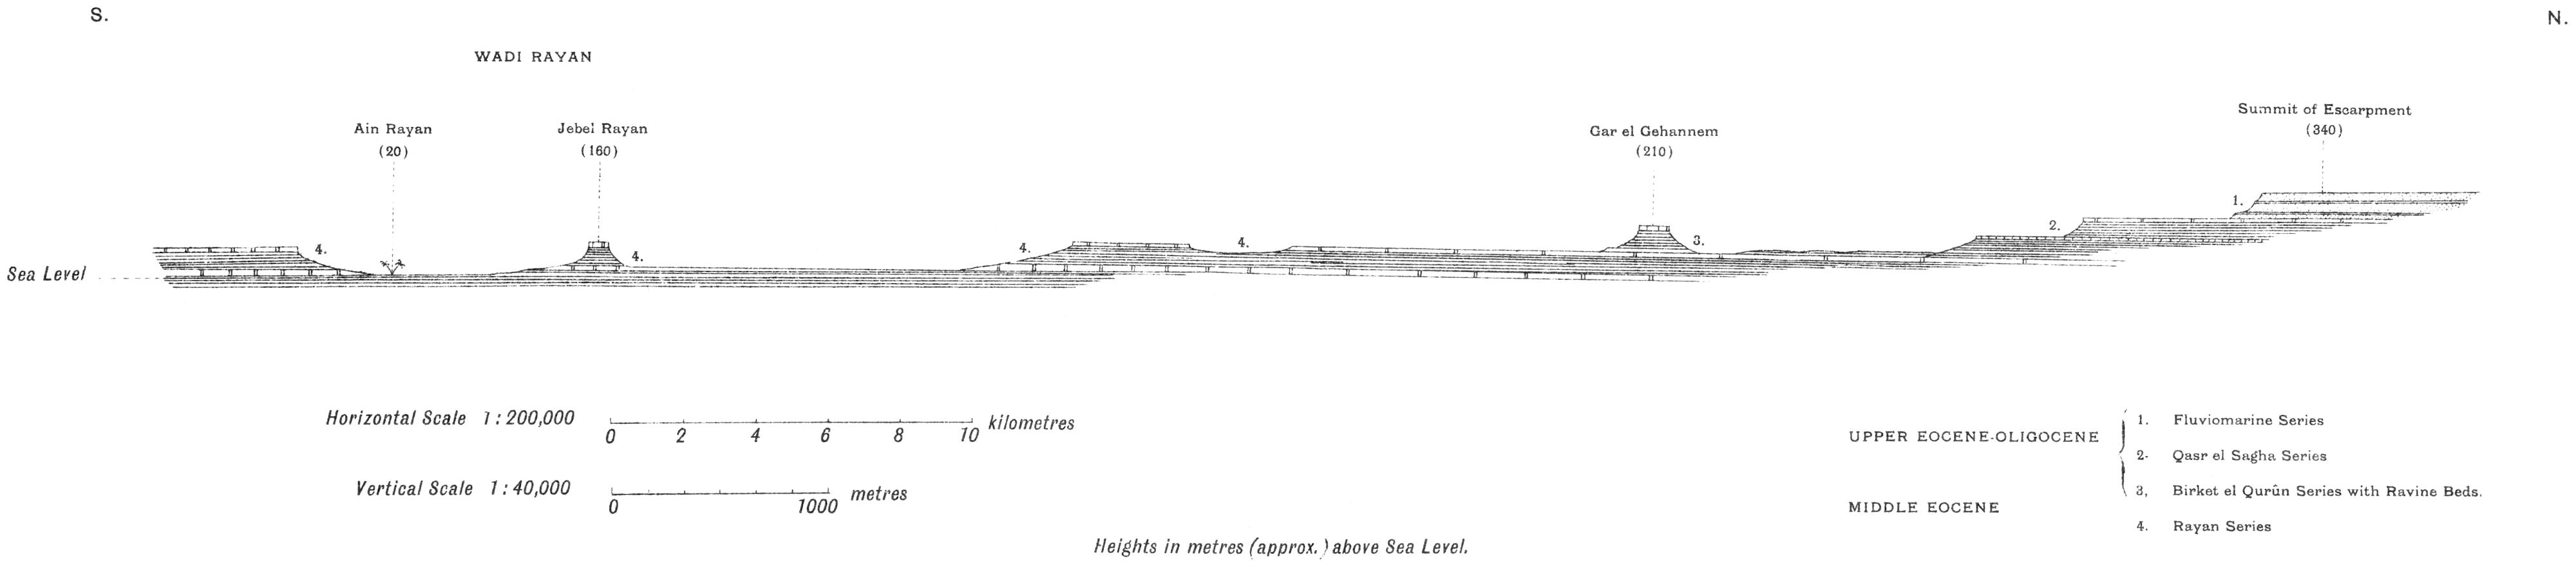 S.
N.
WADI RAYAN
Summit of Escarpment
(340)
Ain Rayan
(20)
Jebel Rayan
(160)
Gar el Gehannem
(210)
1.
2.
3.
4.
4.
4.
4.
Sea Level
Horizontal Scale 1:200,000
0 2 4 6 8 10 kilometres
Vertical Scale 1:40,000
0 1000 metres
Heights in metres (approx.) above Sea Level.
UPPER EOCENE-OLIGOCENE
1. Fluviomarine Series
2- Qasr el Sagha Series
3, Birket el Qurûn Series with Ravine Beds.
MIDDLE EOCENE
4. Rayan Series